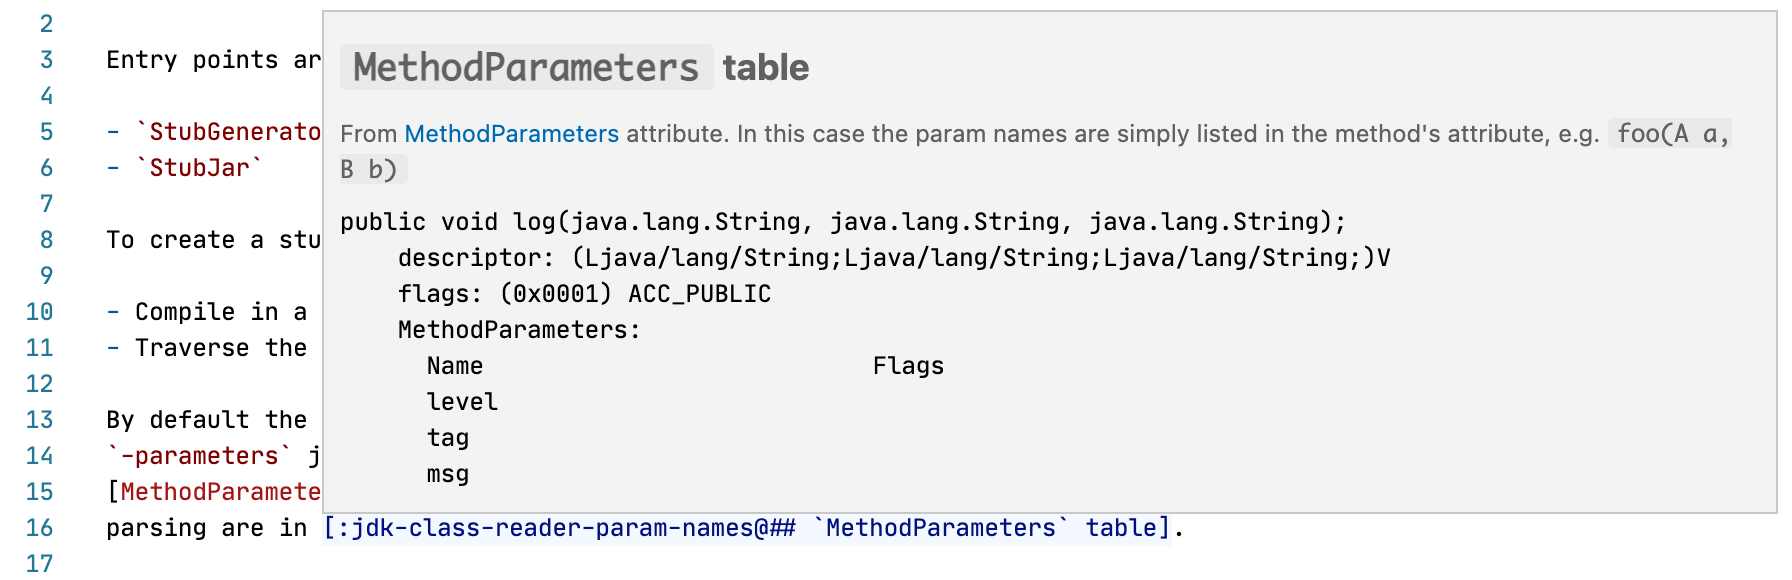 2
3 Entry points ar
4
5 - `StubGenerato
6 - `StubJar`
7
8 To create a stu
9
10 - Compile in a
11 - Traverse the
12
13 By default the
14 `-parameters` j
15 [MethodParamete
16 parsing are in [:jdk-class-reader-param-names@## `MethodParameters` table].
17
MethodParameters table
From MethodParameters attribute. In this case the param names are simply listed in the method's attribute, e.g. foo(A a,
B b)
public void log(java.lang.String, java.lang.String, java.lang.String);
descriptor: (Ljava/lang/String;Ljava/lang/String;Ljava/lang/String;)V
flags: (0x0001) ACC_PUBLIC
MethodParameters:
Name Flags
level
tag
msg